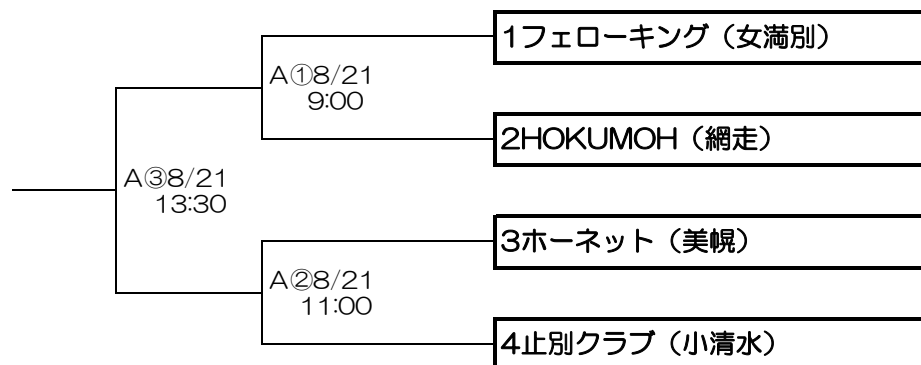 1フェローキング（女満別）
A①8/21
9:00
2HOKUMOH（網走）
A③8/21
13:30
3ホーネット（美幌）
A②8/21
11:00
4止別クラブ（小清水）